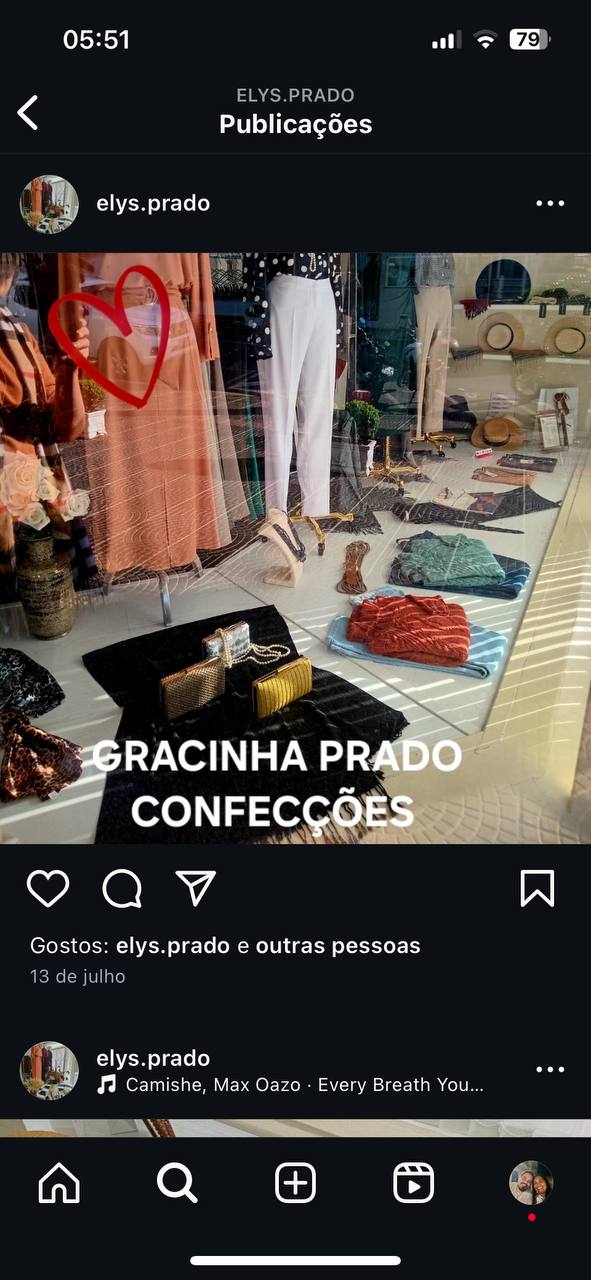 05:51
79
ELYS.PRADO
Publicações
elys.prado
GRACINHA PRADO
CONFECÇÕES
Gostos: elys.prado e outras pessoas
13 de julho
elys.prado
Camishe, Max Oazo · Every Breath You...